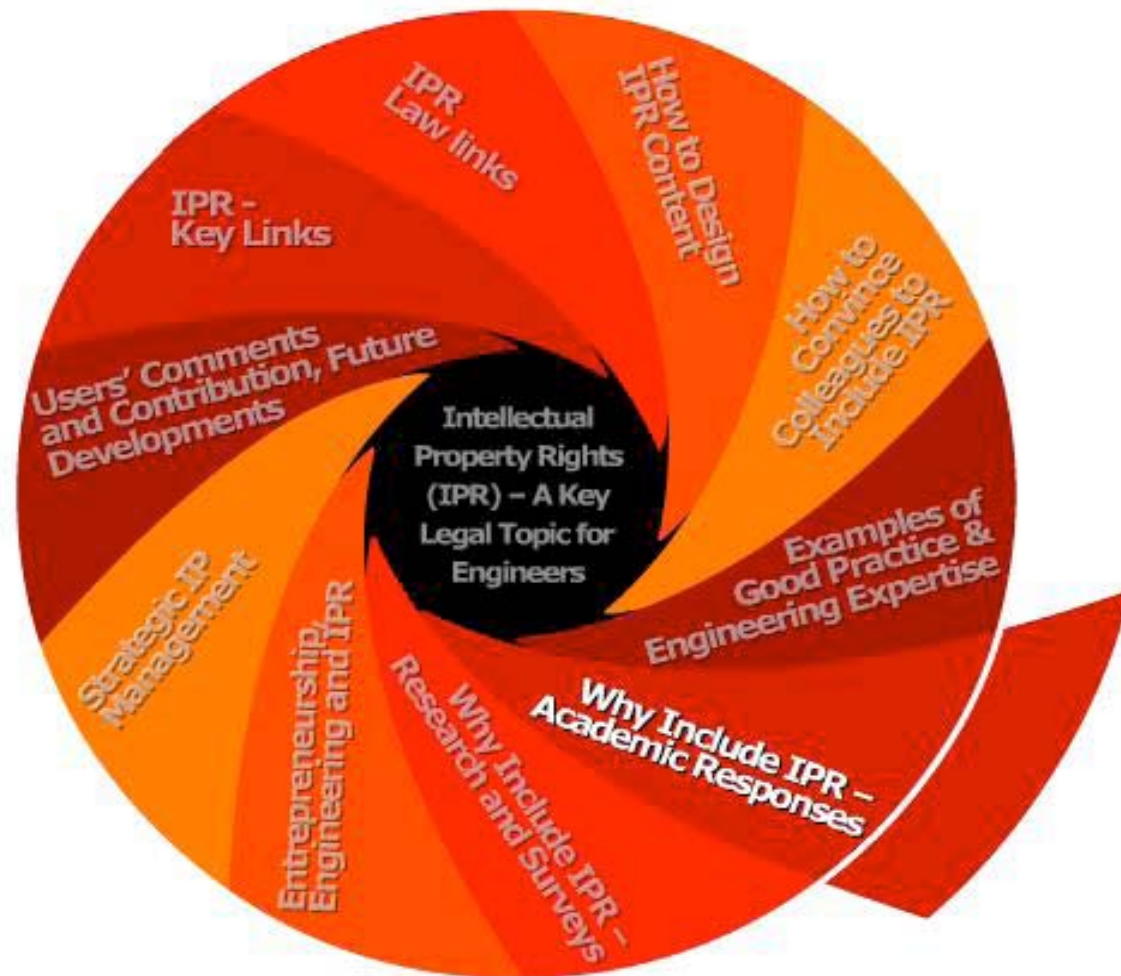 IPR
Law links
How to Design
IPR Content
How to
Convince
Colleagues to
Include IPR
Examples of
Good Practice &
Engineering Expertise
Why Include IPR –
Academic Responses
Why Include IPR –
Research and Surveys
Entrepreneurship,
Engineering and IPR
Strategic IP
Management
Users' Comments
and Contribution, Future
Developments
IPR -
Key Links
Intellectual
Property Rights
(IPR) – A Key
Legal Topic for
Engineers